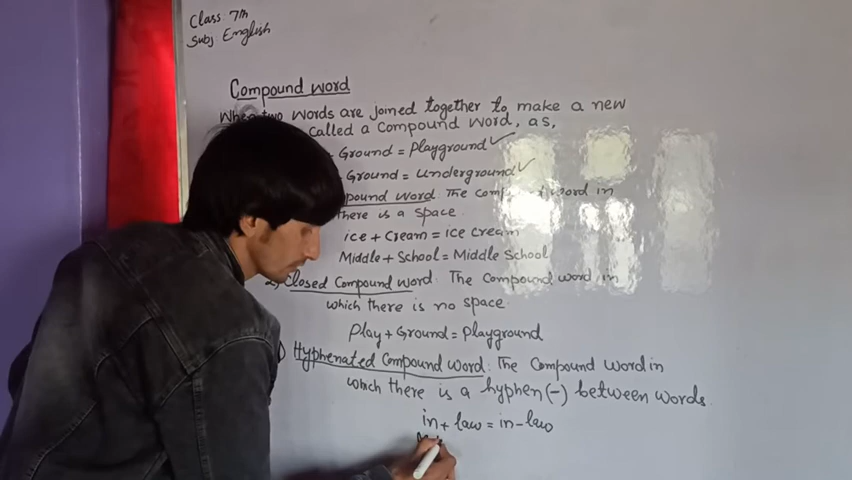 Class 7th
Subj English
Compound word
When two words are joined together to make a new
called a Compound word, as,
+ Ground = Playground ✓
Ground = underground ✓
pound word. The compound word in
there is a space.
ice + Cream = ice cream
Middle + School = Middle School
2) Closed Compound word. The Compound word in
which there is no space.
Play + Ground = Playground
) Hyphenated Compound word: The Compound word in
which there is a hyphen (-) between words.
in + law = in - law